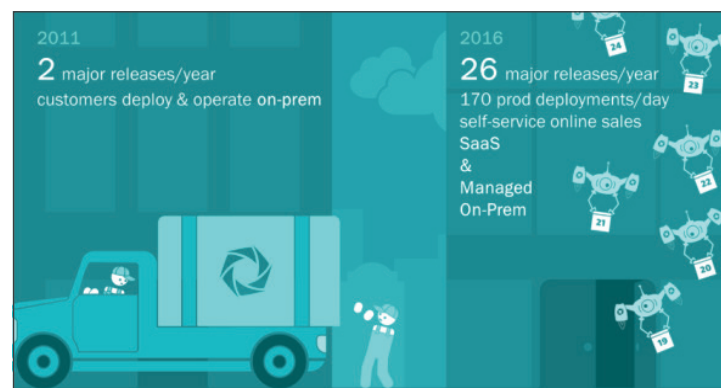 2011
2 major releases/year
customers deploy & operate on-prem
2016
26 major releases/year
170 prod deployments/day
self-service online sales
SaaS
&
Managed
On-Prem
24
23
22
21
20
19